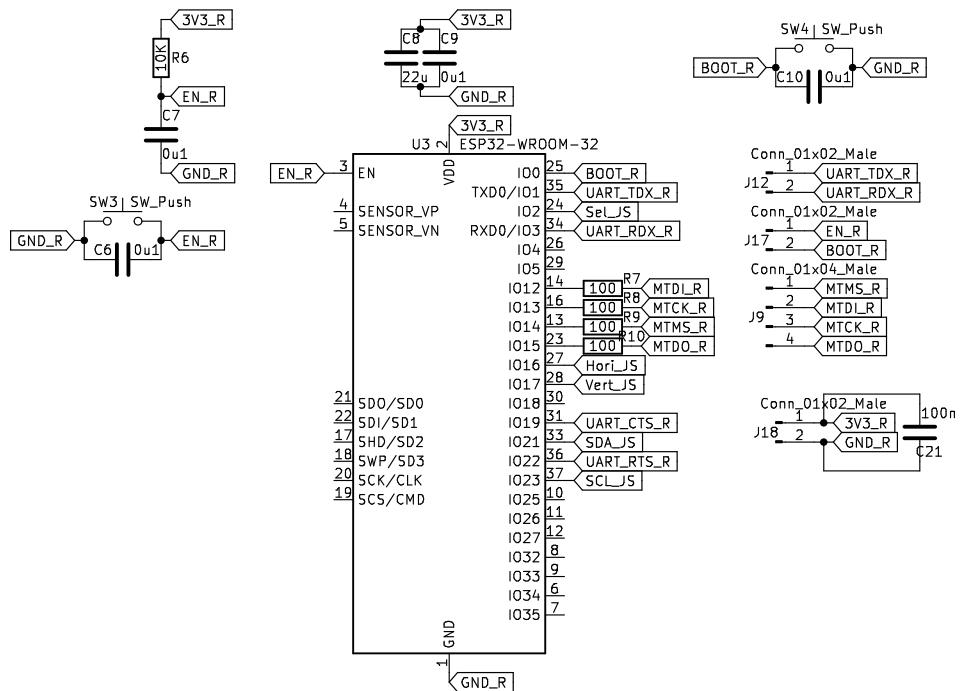 3V3_R
10K
R6
EN_R
C7
0u1
GND_R
SW3 SW_Push
GND_R
C6 0u1
EN_R
3V3_R
C8 C9
22u 0u1
GND_R
3V3_R
U3 2 ESP32-WROOM-32
VDD
EN_R 3 EN
4 SENSOR_VP
5 SENSOR_VN
21 SDO/SD0
22 SDI/SD1
17 SHD/SD2
18 SWP/SD3
20 SCK/CLK
19 SCS/CMD
IO0 25 BOOT_R
TXD0/IO1 35 UART_TDX_R
IO2 24 Sel_JS
RXD0/IO3 34 UART_RDX_R
IO4 26
IO5 29
IO12 14 100 R7 MTDI_R
IO13 16 100 R8 MTCK_R
IO14 13 100 R9 MTMS_R
IO15 23 100 R10 MTDO_R
IO16 27 Hori_JS
IO17 28 Vert_JS
IO18 30
IO19 31 UART_CTS_R
IO21 33 SDA_JS
IO22 36 UART_RTS_R
IO23 37 SCL_JS
IO25 10
IO26 11
IO27 12
IO32 8
IO33 9
IO34 6
IO35 7
GND
1
GND_R
SW4 SW_Push
BOOT_R
C10 0u1
GND_R
Conn_01x02_Male
1 UART_TDX_R
J12
2 UART_RDX_R
Conn_01x02_Male
1 EN_R
J17
2 BOOT_R
Conn_01x04_Male
1 MTMS_R
2 MTDI_R
J9
3 MTCK_R
4 MTDO_R
Conn_01x02_Male
1 3V3_R
J18
2 GND_R
100n
C21